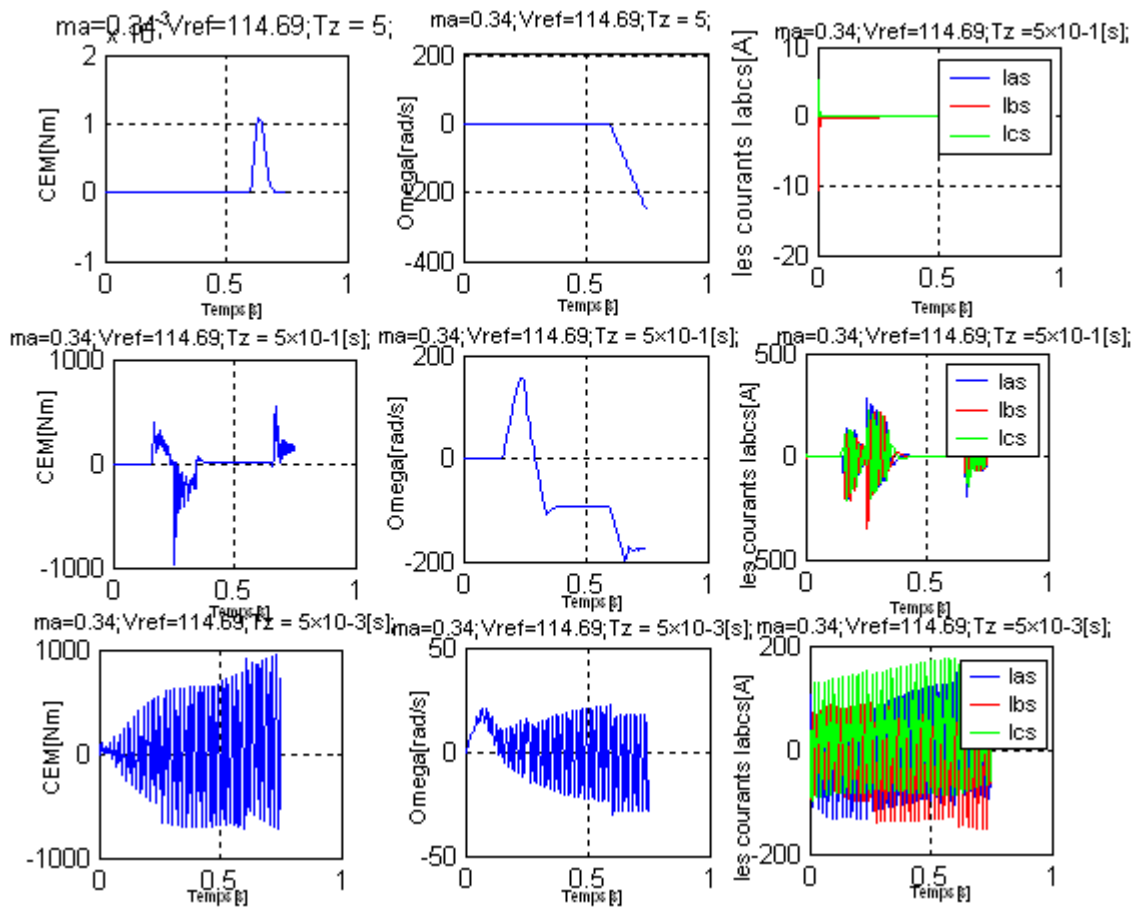 ma=0.34;Vref=114.69;Tz = 5;
× 10-3
CEM[Nm]
2
1
0
-1
0 0.5 1
Temps[s]
ma=0.34;Vref=114.69;Tz = 5;
Omega[rad/s]
200
0
-200
-400
0 0.5 1
Temps[s]
ma=0.34;Vref=114.69;Tz =5×10-1[s];
les courants Iabcs[A]
10
0
-10
-20
0 0.5 1
Temps[s]
Ias
Ibs
Ics
ma=0.34;Vref=114.69;Tz = 5×10-1[s];
CEM[Nm]
1000
0
-1000
0 0.5 1
Temps[s]
ma=0.34;Vref=114.69;Tz = 5×10-1[s];
Omega[rad/s]
200
0
-200
0 0.5 1
Temps[s]
ma=0.34;Vref=114.69;Tz =5×10-1[s];
les courants Iabcs[A]
500
0
500
0 0.5 1
Temps[s]
Ias
Ibs
Ics
ma=0.34;Vref=114.69;Tz = 5×10-3[s];
CEM[Nm]
1000
0
-1000
0 0.5 1
Temps[s]
ma=0.34;Vref=114.69;Tz = 5×10-3[s];
Omega[rad/s]
50
0
-50
0 0.5 1
Temps[s]
ma=0.34;Vref=114.69;Tz =5×10-3[s];
les courants Iabcs[A]
200
0
-200
0 0.5 1
Temps[s]
Ias
Ibs
Ics